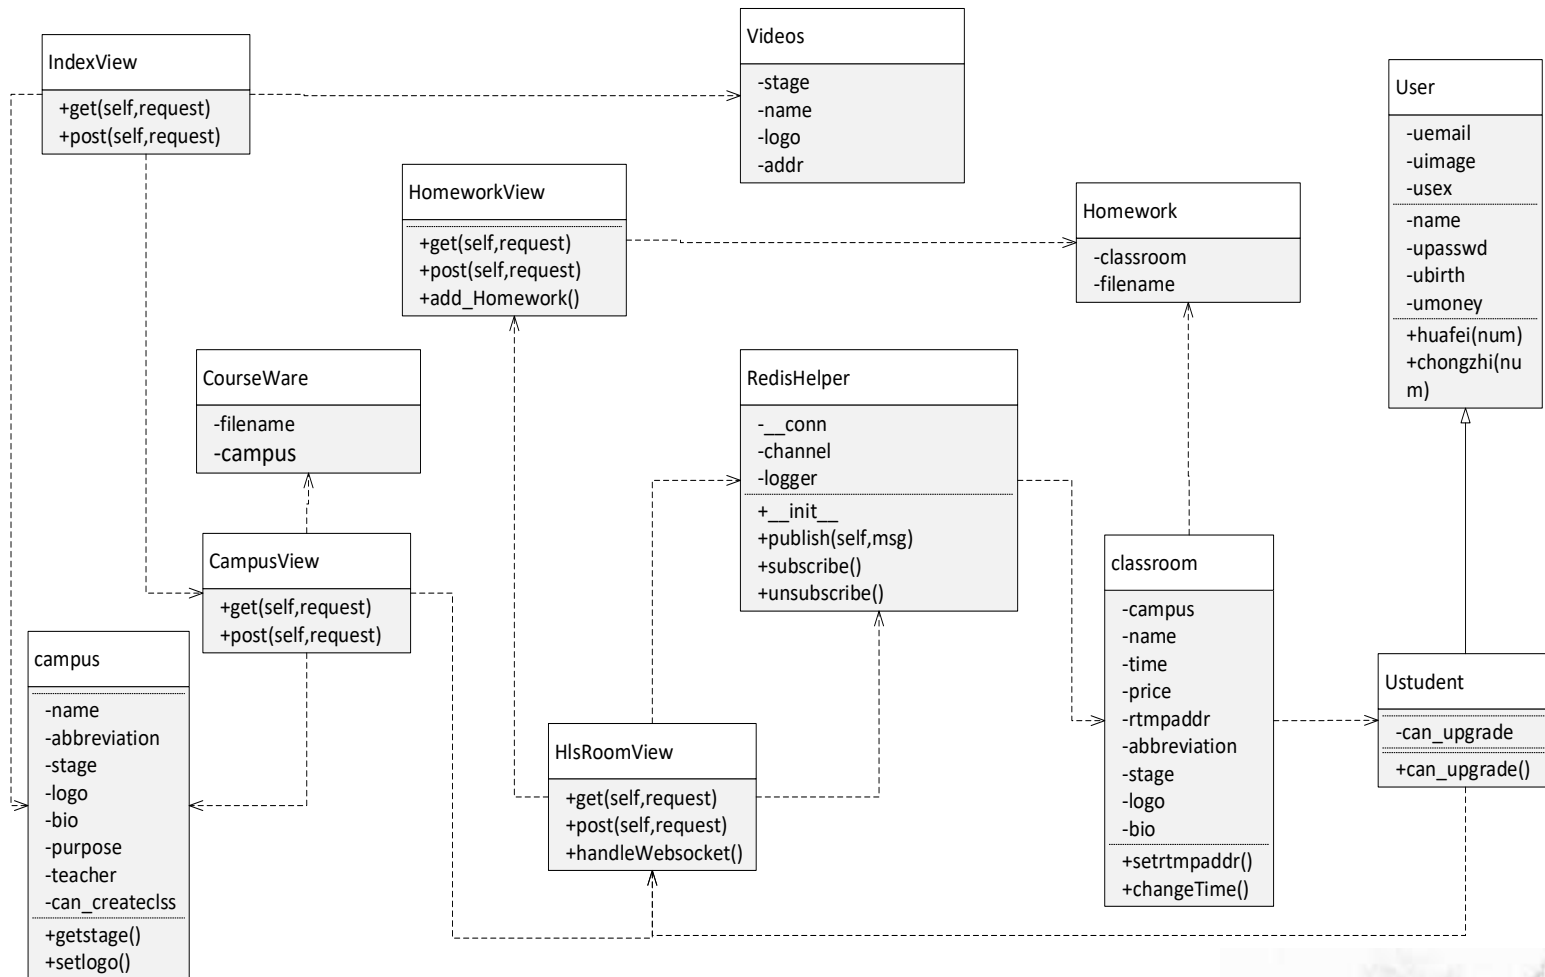 IndexView
+get(self,request)
+post(self,request)
Videos
-stage
-name
-logo
-addr
User
-uemail
-uimage
-usex
-name
-upasswd
-ubirth
-umoney
+huafei(num)
+chongzhi(nu
m)
HomeworkView
+get(self,request)
+post(self,request)
+add_Homework()
Homework
-classroom
-filename
CourseWare
-filename
-campus
RedisHelper
-__conn
-channel
-logger
+__init__
+publish(self,msg)
+subscribe()
+unsubscribe()
CampusView
+get(self,request)
+post(self,request)
classroom
-campus
-name
-time
-price
-rtmpaddr
-abbreviation
-stage
-logo
-bio
+setrtmpaddr()
+changeTime()
campus
-name
-abbreviation
-stage
-logo
-bio
-purpose
-teacher
-can_createclss
+getstage()
+setlogo()
HlsRoomView
+get(self,request)
+post(self,request)
+handleWebsocket()
Ustudent
-can_upgrade
+can_upgrade()